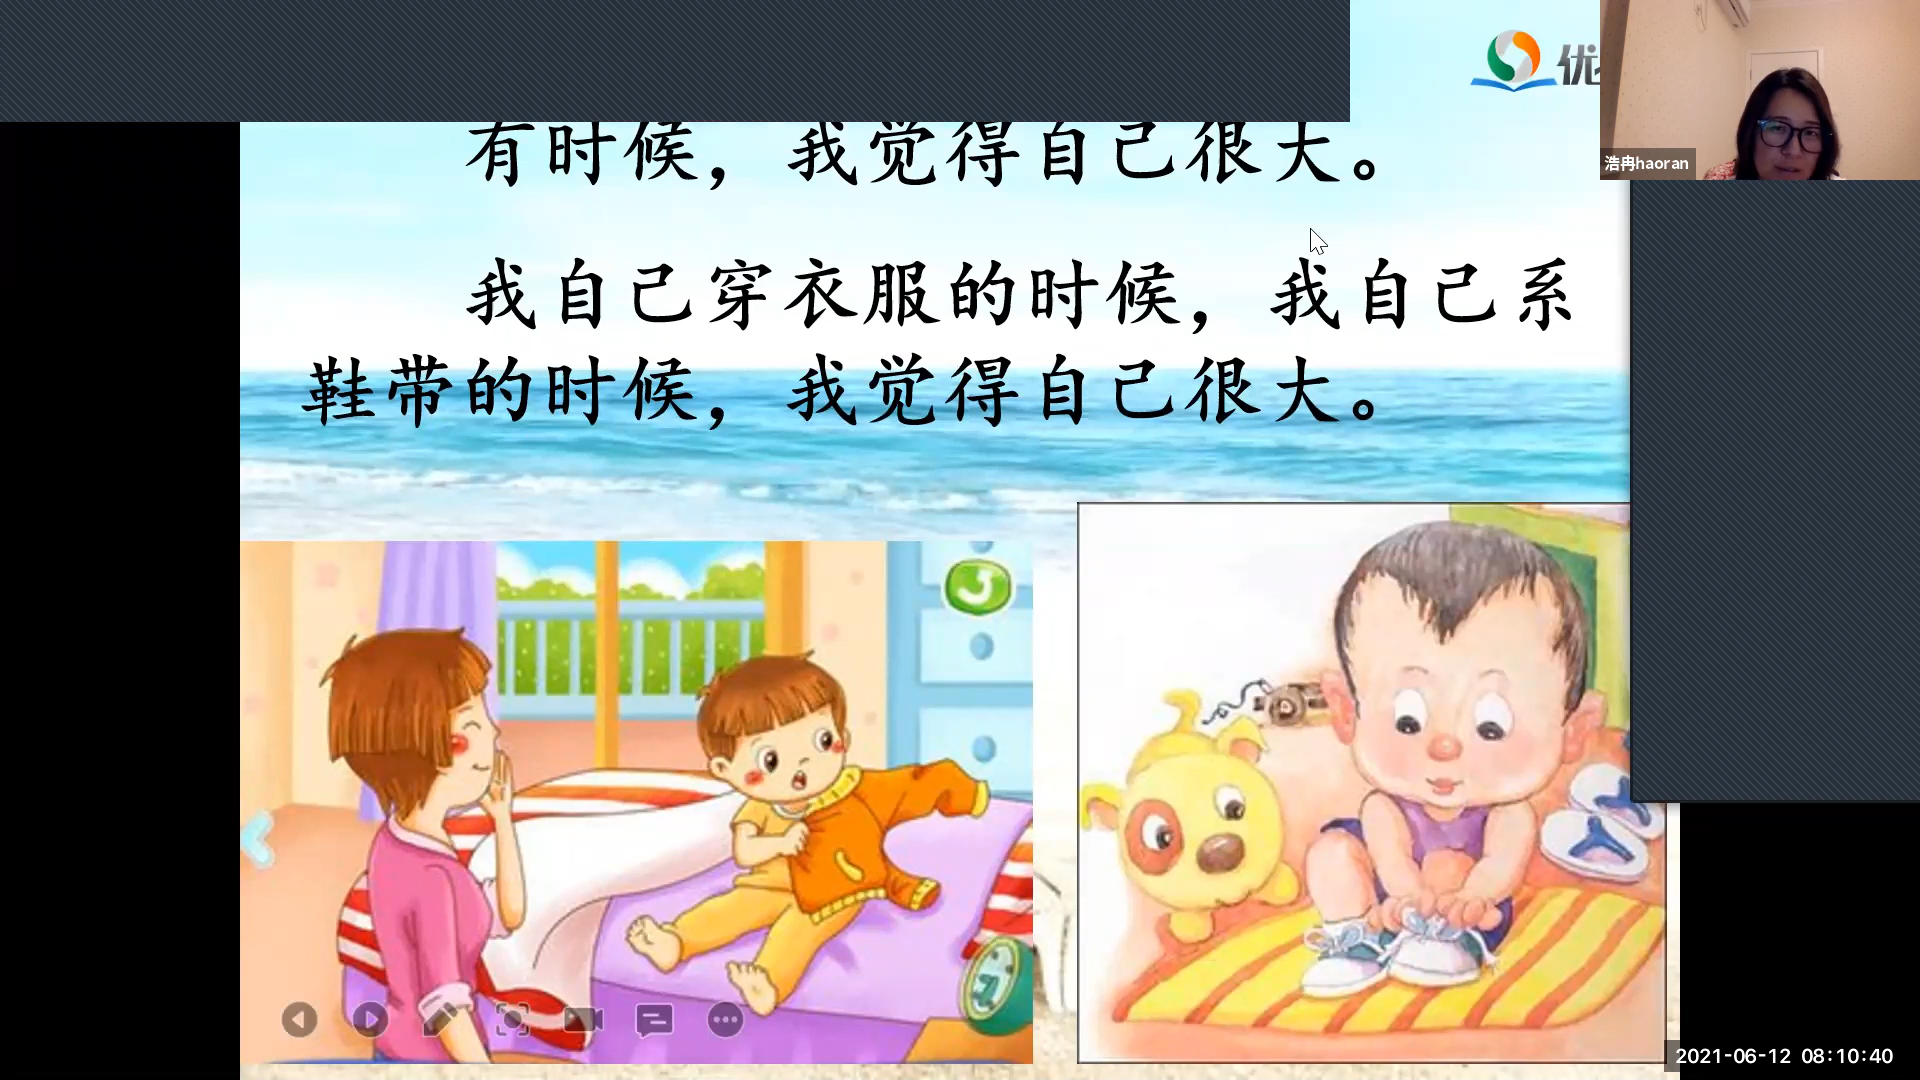 优
浩冉haoran
有时候，我觉得自己很大。
我自己穿衣服的时候，我自己系
鞋带的时候，我觉得自己很大。
2021-06-12 08:10:40